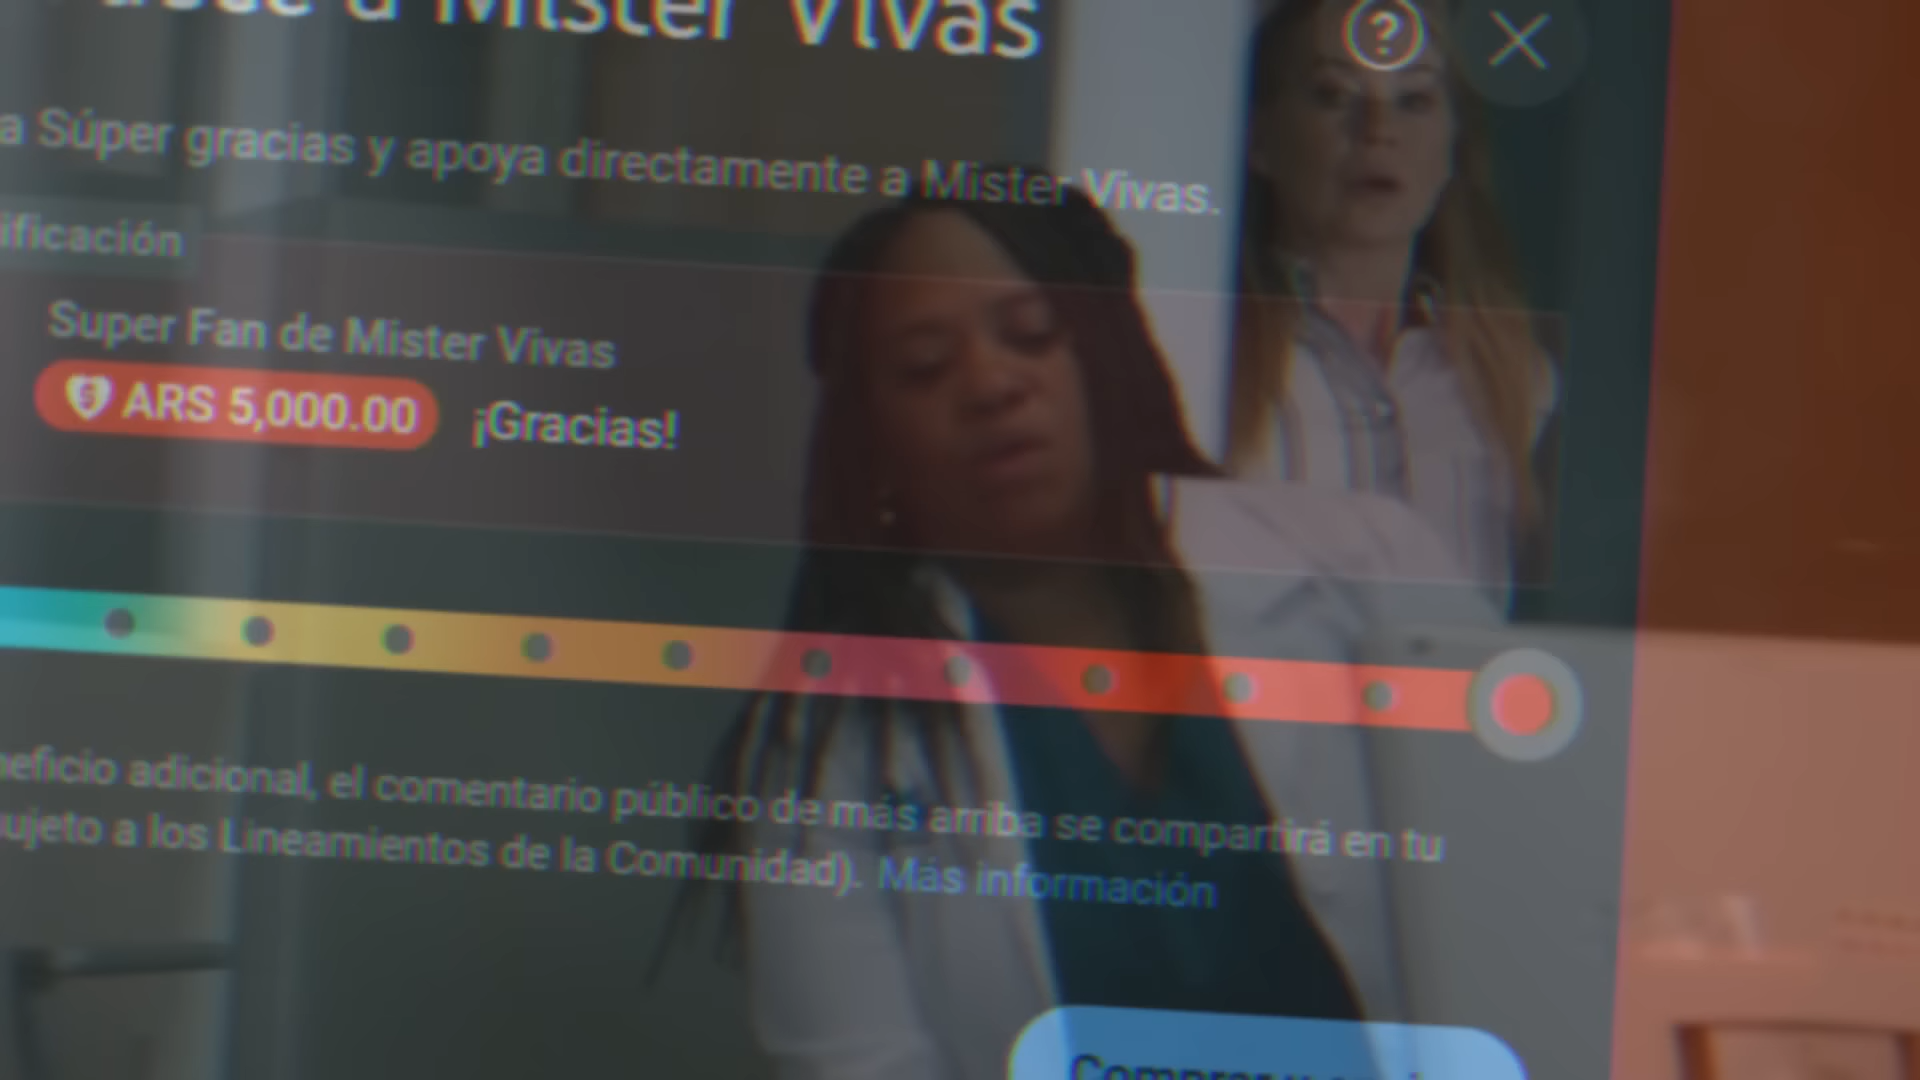 a Mister Vivas
a Súper gracias y apoya directamente a Mister Vivas.
ificación
Super Fan de Mister Vivas
ARS 5,000.00 ¡Gracias!
neficio adicional, el comentario público de más arriba se compartirá en tu
sujeto a los Lineamientos de la Comunidad). Más información
Comprar y